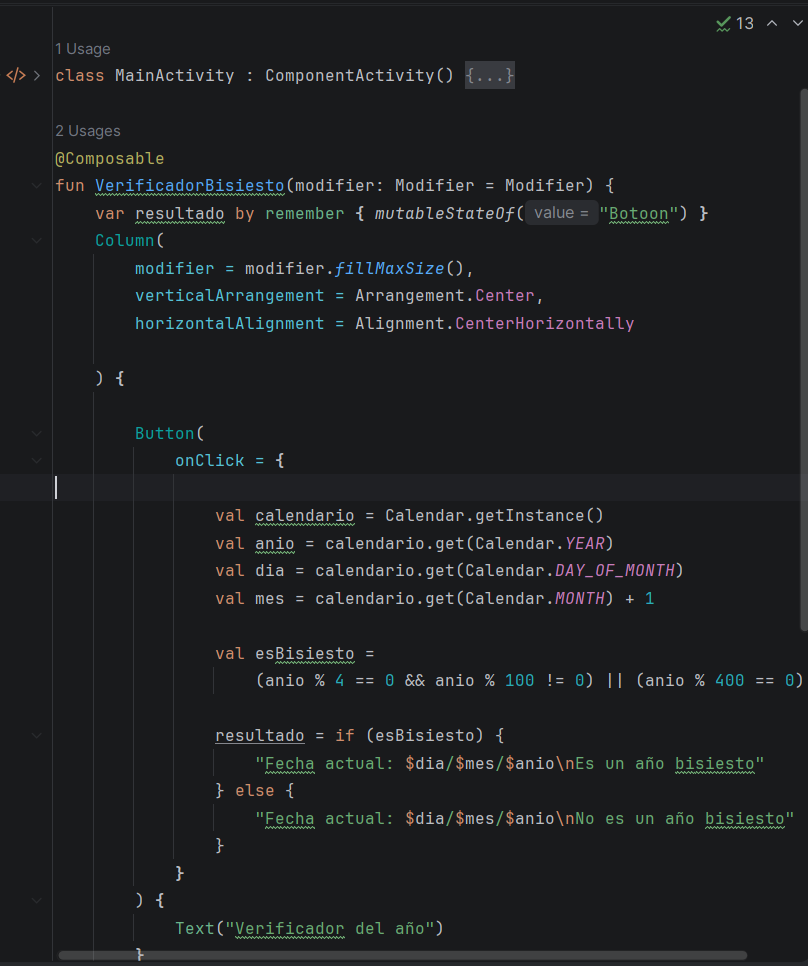 13
1 Usage
class MainActivity : ComponentActivity() {...}
2 Usages
@Composable
fun VerificadorBisiesto(modifier: Modifier = Modifier) {
var resultado by remember { mutableStateOf( value = "Botoon") }
Column(
modifier = modifier.fillMaxSize(),
verticalArrangement = Arrangement.Center,
horizontalAlignment = Alignment.CenterHorizontally
) {
Button(
onClick = {
val calendario = Calendar.getInstance()
val anio = calendario.get(Calendar.YEAR)
val dia = calendario.get(Calendar.DAY_OF_MONTH)
val mes = calendario.get(Calendar.MONTH) + 1
val esBisiesto =
(anio % 4 == 0 && anio % 100 != 0) || (anio % 400 == 0)
resultado = if (esBisiesto) {
"Fecha actual: $dia/$mes/$anio\nEs un año bisiesto"
} else {
"Fecha actual: $dia/$mes/$anio\nNo es un año bisiesto"
}
}
) {
Text("Verificador del año")
}